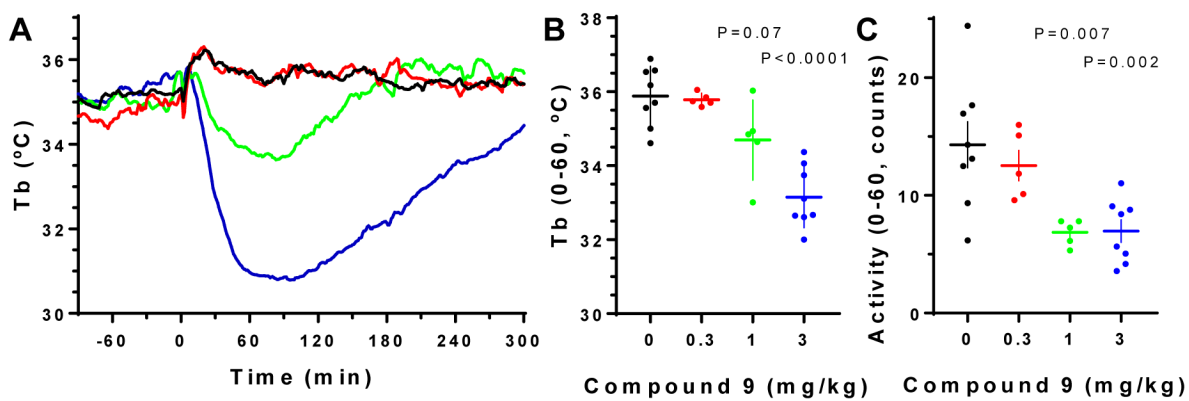 A
Tb (ºC)
36
34
32
30
-60 0 60 120 180 240 300
Time (min)
B
Tb (0-60, ºC)
38
36
34
32
30
P=0.07
P<0.0001
0 0.3 1 3
Compound 9 (mg/kg)
C
Activity (0-60, counts)
20
10
0
P=0.007
P=0.002
0 0.3 1 3
Compound 9 (mg/kg)